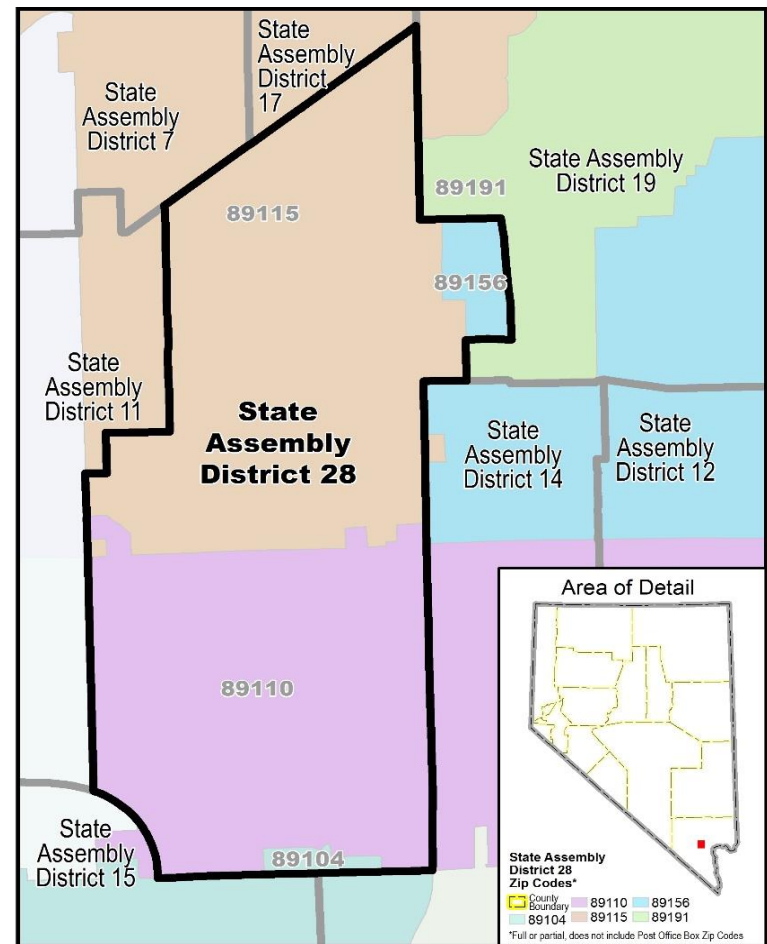 State
Assembly
District
17
State
Assembly
District 7
State Assembly
District 19
89191
89115
89156
State
Assembly
District 11
State
Assembly
District 28
State
Assembly
District 14
State
Assembly
District 12
89110
State
Assembly
District 15
89104
Area of Detail
State Assembly
District 28
Zip Codes*
County
Boundary
89110
89156
89104
89115
89191
*Full or partial, does not include Post Office Box Zip Codes